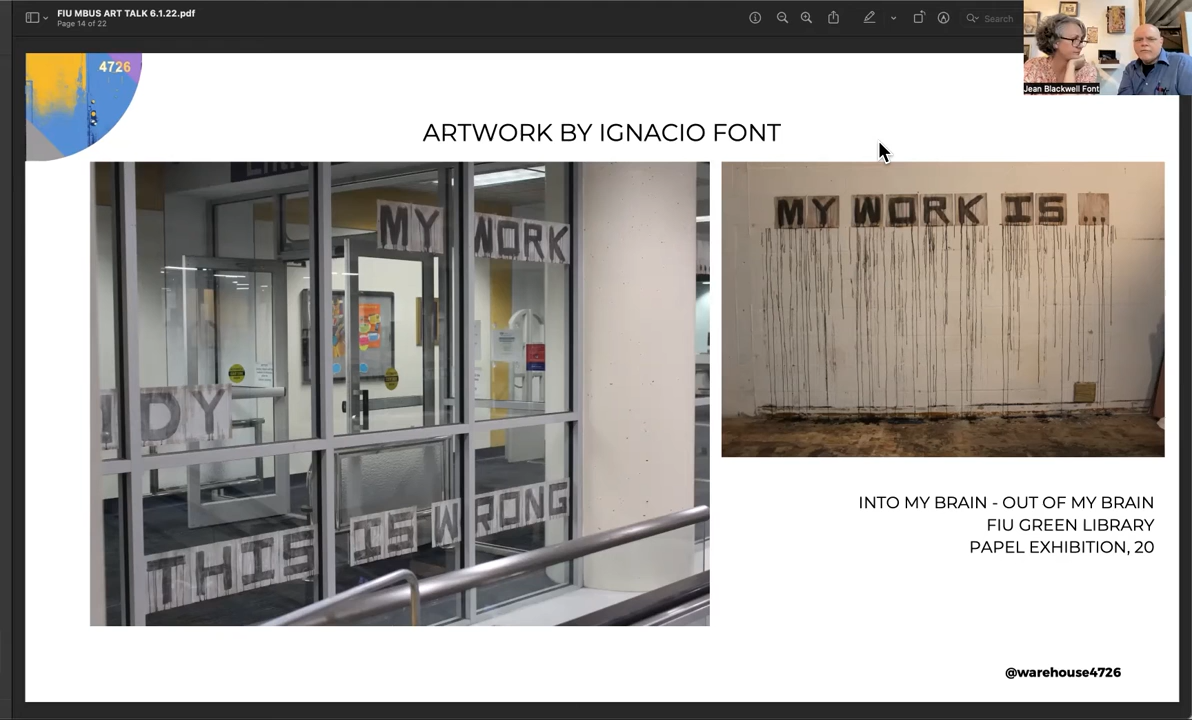 FIU MBUS ART TALK 6.1.22.pdf
Page 14 of 22
Search
Jean Blackwell Font
4726
ARTWORK BY IGNACIO FONT
MY WORK
DY
THIS IS WRONG
MY WORK IS ...
INTO MY BRAIN - OUT OF MY BRAIN
FIU GREEN LIBRARY
PAPEL EXHIBITION, 20
@warehouse4726